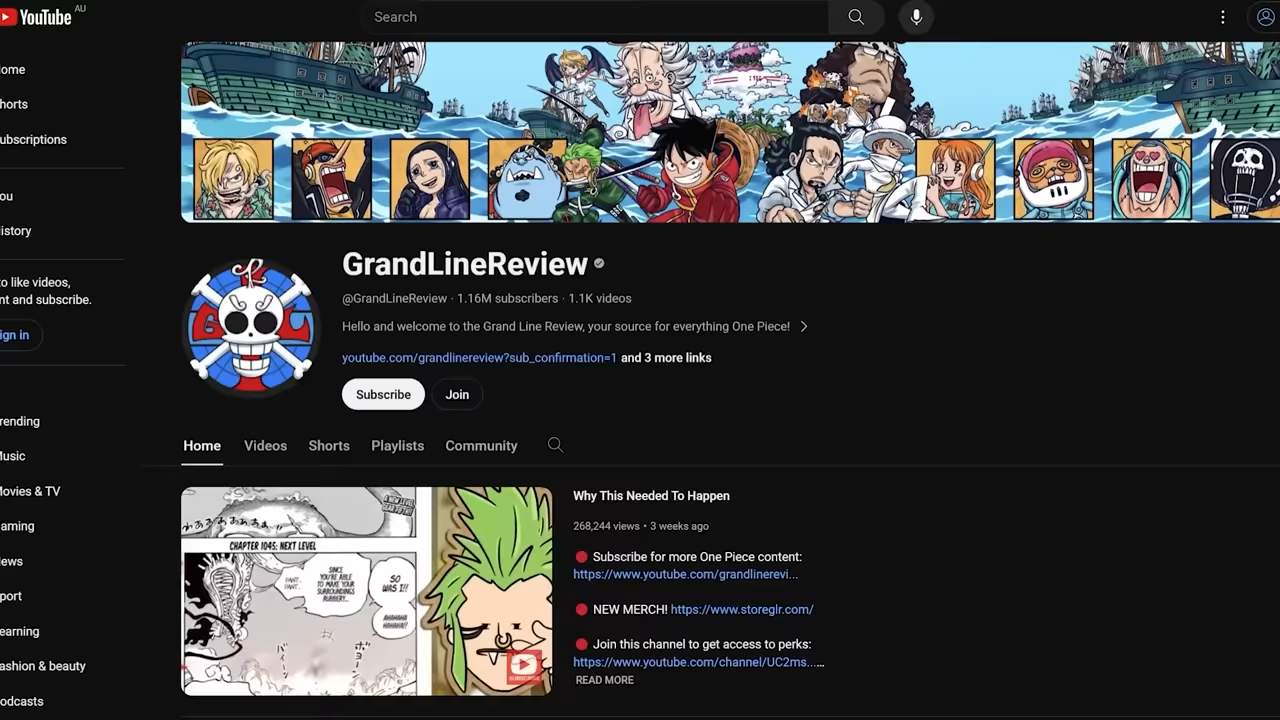 YouTube AU
Search
ome
horts
ubscriptions
ou
istory
to like videos,
nt and subscribe.
ign in
rending
usic
ovies & TV
aming
ews
port
earning
ashion & beauty
odcasts
GrandLineReview
@GrandLineReview · 1.16M subscribers · 1.1K videos
Hello and welcome to the Grand Line Review, your source for everything One Piece!
youtube.com/grandlinereview?sub_confirmation=1 and 3 more links
Subscribe
Join
Home
Videos
Shorts
Playlists
Community
CHAPTER 1045: NEXT LEVEL
SINCE
YOU'RE ABLE
TO MAKE YOUR
SURROUNDINGS
RUBBERY...
PANT..
PANT..
SO
WAS I!!
AHAHAHA
HAHAHA!!
SUBSCRIBE
Why This Needed To Happen
268,244 views • 3 weeks ago
Subscribe for more One Piece content:
https://www.youtube.com/grandlinerevi...
NEW MERCH! https://www.storeglr.com/
Join this channel to get access to perks:
https://www.youtube.com/channel/UC2ms......
READ MORE